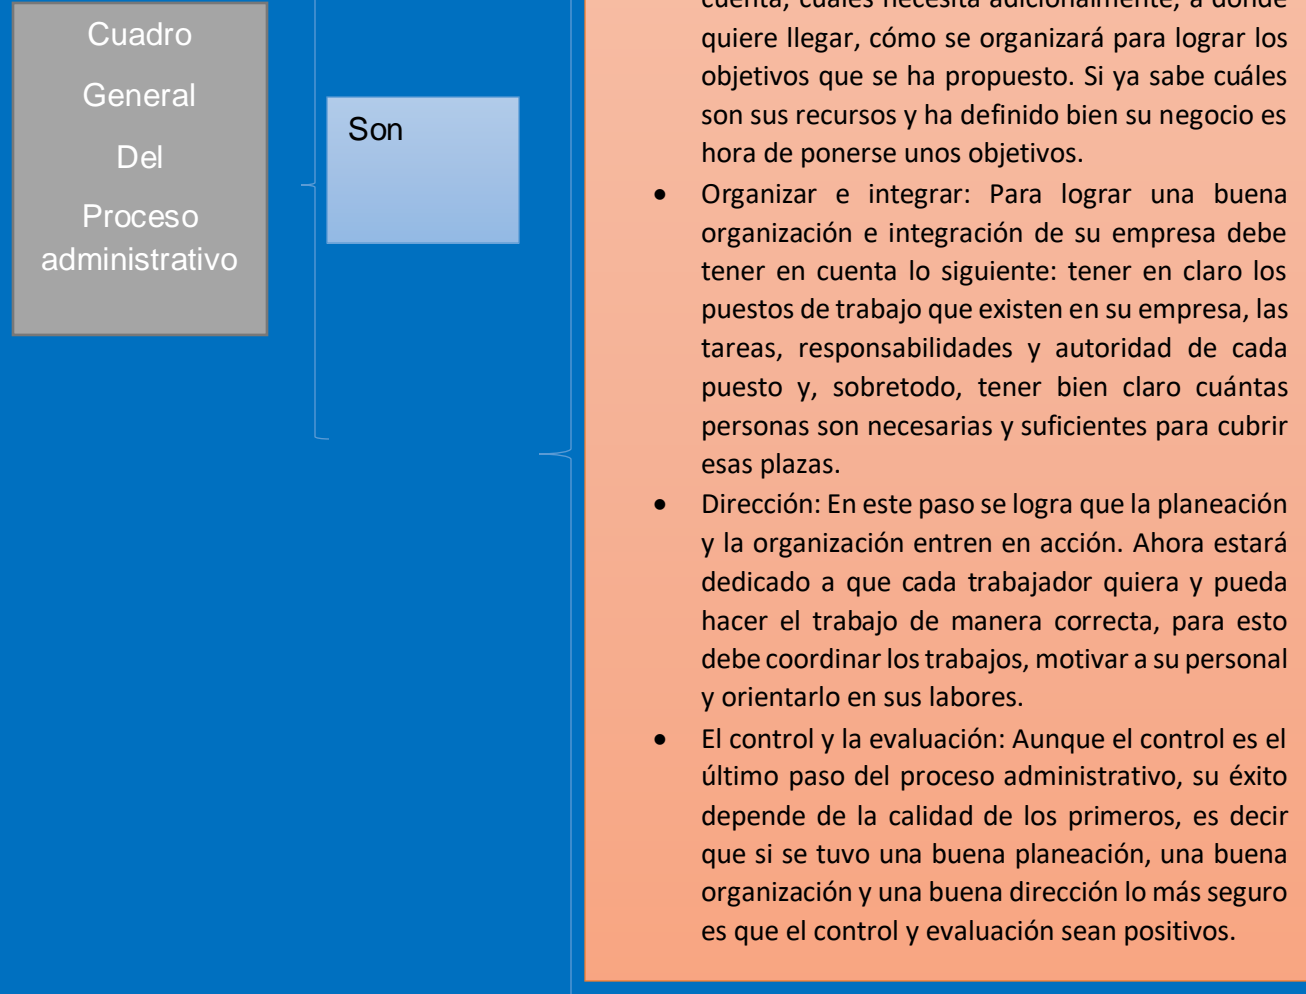 Cuadro
General
Del
Proceso
administrativo
Son
cuenta, cuáles necesita adicionalmente, a dónde
quiere llegar, cómo se organizará para lograr los
objetivos que se ha propuesto. Si ya sabe cuáles
son sus recursos y ha definido bien su negocio es
hora de ponerse unos objetivos.
• Organizar e integrar: Para lograr una buena
organización e integración de su empresa debe
tener en cuenta lo siguiente: tener en claro los
puestos de trabajo que existen en su empresa, las
tareas, responsabilidades y autoridad de cada
puesto y, sobretodo, tener bien claro cuántas
personas son necesarias y suficientes para cubrir
esas plazas.
• Dirección: En este paso se logra que la planeación
y la organización entren en acción. Ahora estará
dedicado a que cada trabajador quiera y pueda
hacer el trabajo de manera correcta, para esto
debe coordinar los trabajos, motivar a su personal
y orientarlo en sus labores.
• El control y la evaluación: Aunque el control es el
último paso del proceso administrativo, su éxito
depende de la calidad de los primeros, es decir
que si se tuvo una buena planeación, una buena
organización y una buena dirección lo más seguro
es que el control y evaluación sean positivos.